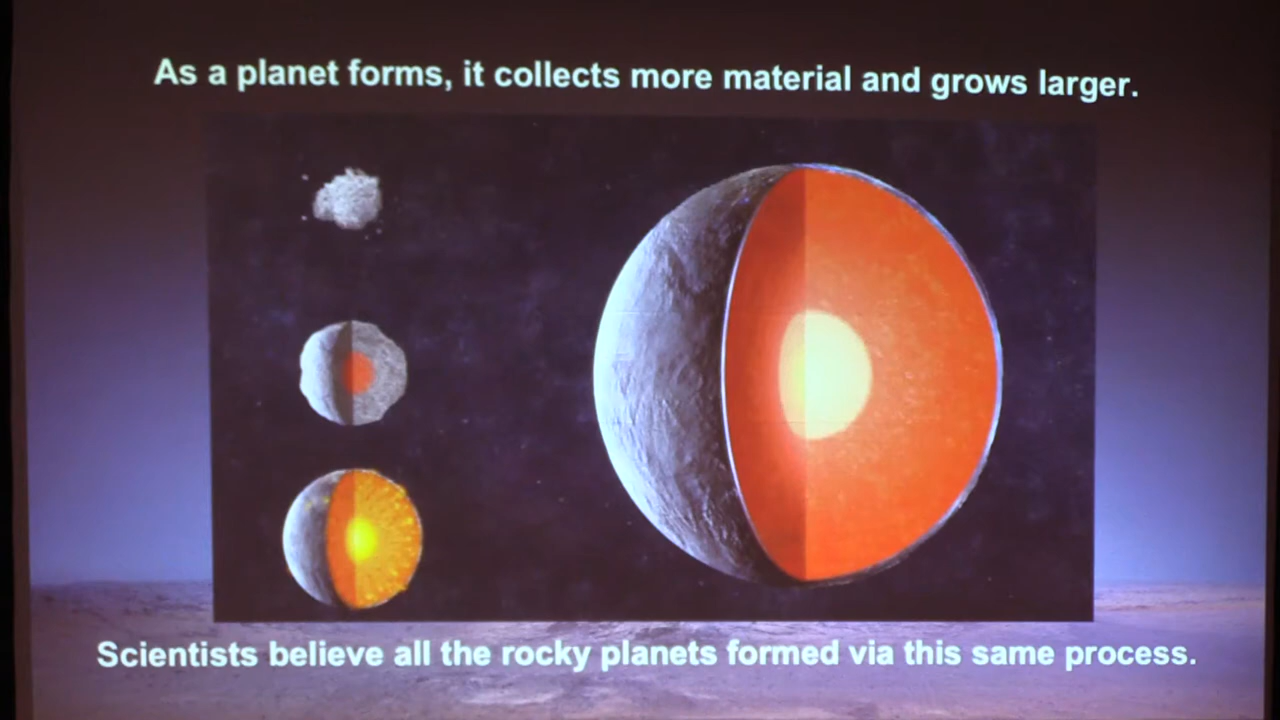 As a planet forms, it collects more material and grows larger.
Scientists believe all the rocky planets formed via this same process.